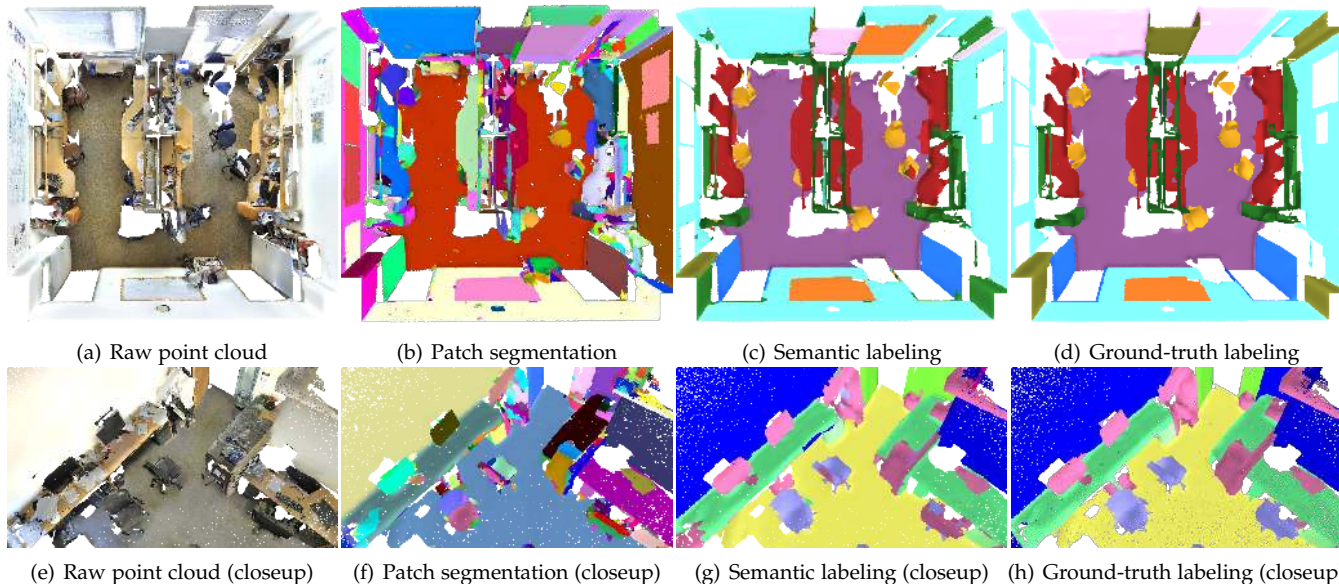 (a) Raw point cloud
(b) Patch segmentation
(c) Semantic labeling
(d) Ground-truth labeling
(e) Raw point cloud (closeup)
(f) Patch segmentation (closeup)
(g) Semantic labeling (closeup)
(h) Ground-truth labeling (closeup)